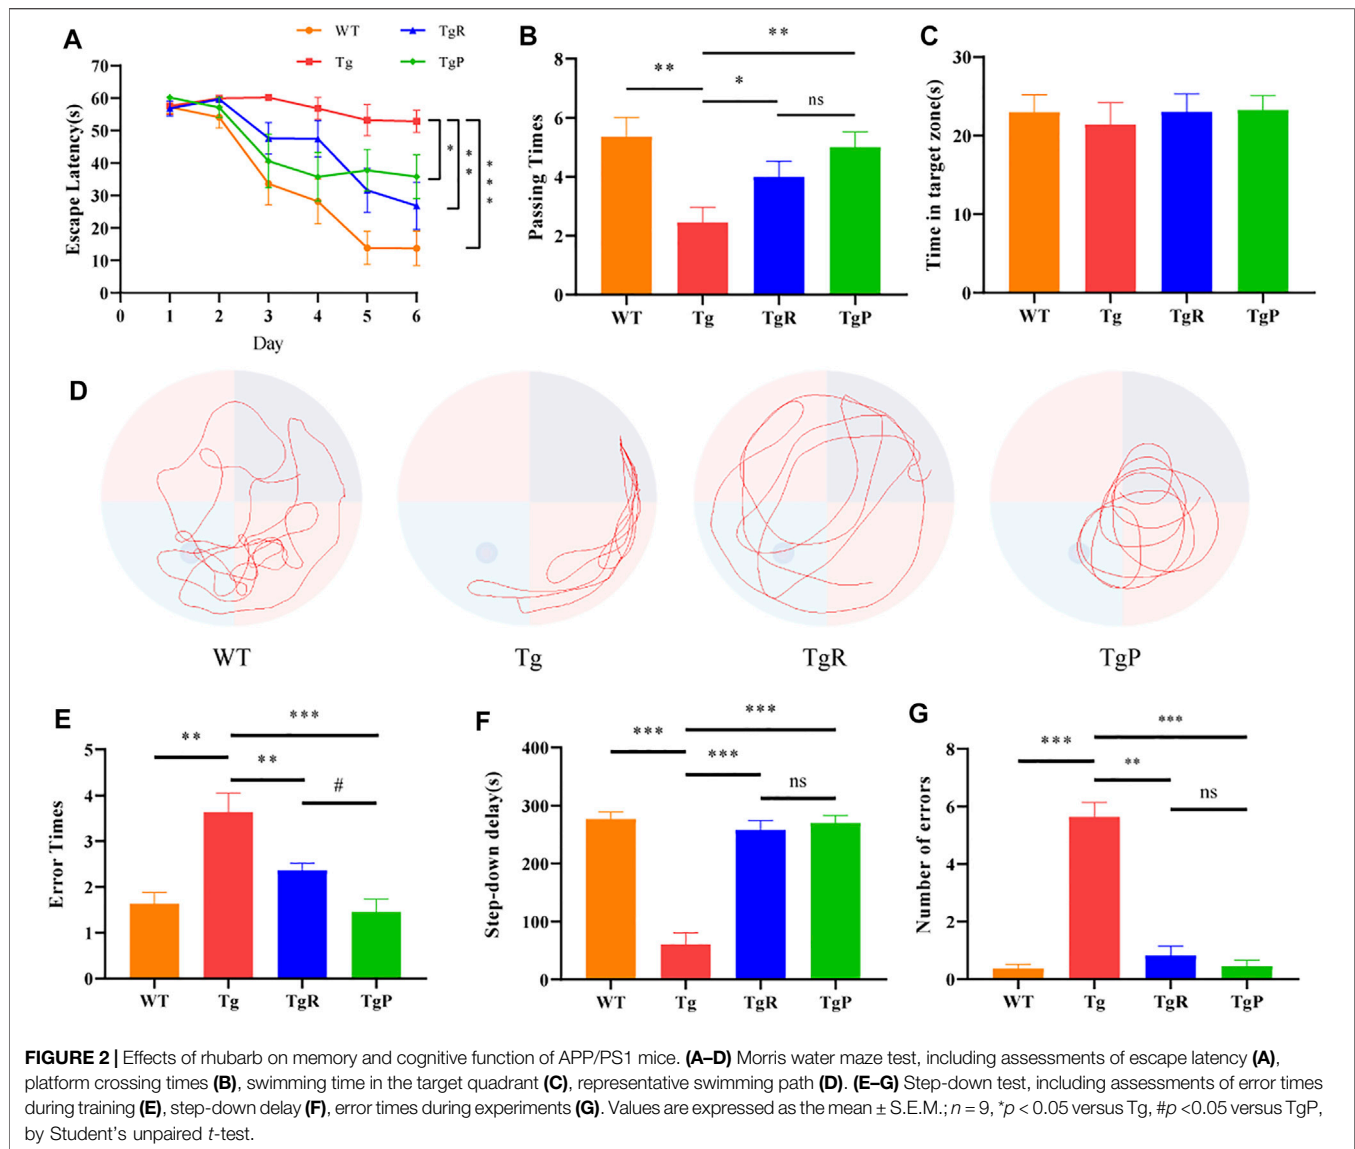 A
WT
TgR
Tg
TgP
Escape Latency(s)
70
60
50
40
30
20
10
0
0 1 2 3 4 5 6
Day
*
**
***
B
Passing Times
8
6
4
2
0
**
**
*
ns
WT Tg TgR TgP
C
Time in target zone(s)
30
20
10
0
WT Tg TgR TgP
D
WT Tg TgR TgP
E
Error Times
5
4
3
2
1
0
***
**
**
#
WT Tg TgR TgP
F
Step-down delay(s)
400
300
200
100
0
***
***
***
ns
WT Tg TgR TgP
G
Number of errors
8
6
4
2
0
***
***
**
ns
WT Tg TgR TgP
FIGURE 2 | Effects of rhubarb on memory and cognitive function of APP/PS1 mice. (A–D) Morris water maze test, including assessments of escape latency (A),
platform crossing times (B), swimming time in the target quadrant (C), representative swimming path (D). (E–G) Step-down test, including assessments of error times
during training (E), step-down delay (F), error times during experiments (G). Values are expressed as the mean ± S.E.M.; n = 9, *p < 0.05 versus Tg, #p <0.05 versus TgP,
by Student's unpaired t-test.